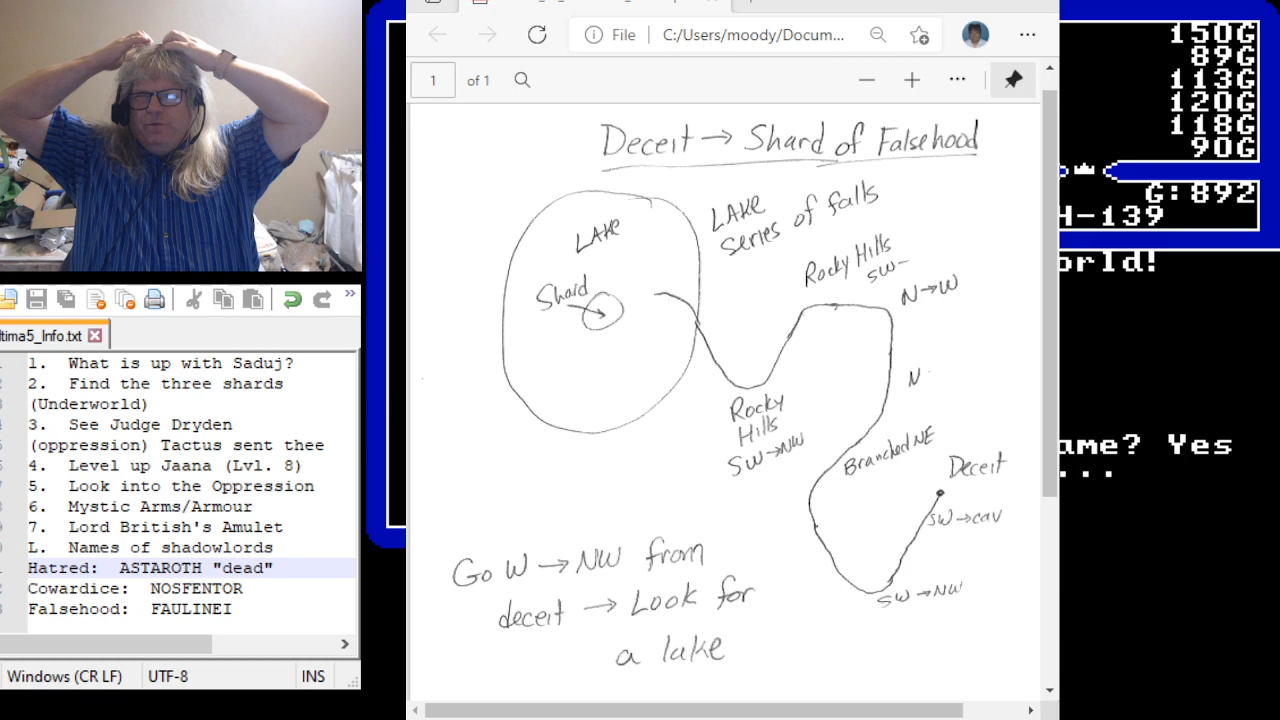 File
C:/Users/moody/Docum...
1
of 1
Deceit → Shard of Falsehood
LAKE
LAKE
series of falls
Shard
Rocky Hills
SW-
N→W
N
Rocky
Hills
SW→NW
Branched NE
Deceit
SW→cav
SW→NW
Go W → NW from
deceit → Look for
a lake
ltima5_Info.txt
1. What is up with Saduj?
2. Find the three shards
(Underworld)
3. See Judge Dryden
(oppression) Tactus sent thee
4. Level up Jaana (Lvl. 8)
5. Look into the Oppression
6. Mystic Arms/Armour
7. Lord British's Amulet
L. Names of shadowlords
Hatred: ASTAROTH "dead"
Cowardice: NOSFENTOR
Falsehood: FAULINEI
Windows (CR LF)
UTF-8
INS
150G
89G
113G
120G
118G
90G
G:892
H-139
orld!
ame? Yes
...